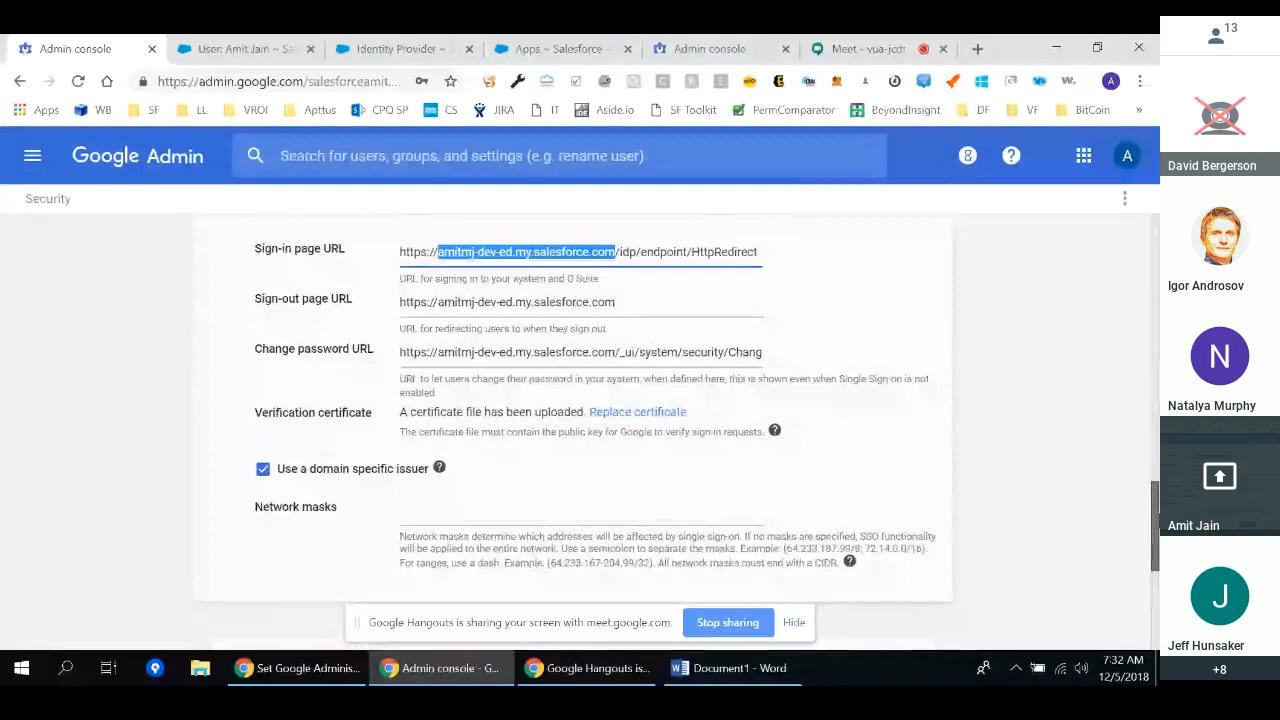 Admin console
User: Amit Jain ~ Sa
Identity Provider ~
Apps ~ Salesforce ~
Admin console
Meet - vua-jcdt
https://admin.google.com/salesforceamit...
Apps
WB
SF
LL
VROI
Apttus
CPQ SP
CS
JIRA
IT
Aside.io
SF Toolkit
PermComparator
BeyondInsight
DF
VF
BitCoin
Google Admin
Search for users, groups, and settings (e.g. rename user)
A
Security
Sign-in page URL
https://amitmj-dev-ed.my.salesforce.com/idp/endpoint/HttpRedirect
URL for signing in to your system and G Suite
Sign-out page URL
https://amitmj-dev-ed.my.salesforce.com
URL for redirecting users to when they sign out
Change password URL
https://amitmj-dev-ed.my.salesforce.com/_ui/system/security/Chang
URL to let users change their password in your system; when defined here, this is shown even when Single Sign-on is not
enabled
Verification certificate
A certificate file has been uploaded. Replace certificate
The certificate file must contain the public key for Google to verify sign-in requests.
Use a domain specific issuer
Network masks
Network masks determine which addresses will be affected by single sign-on. If no masks are specified, SSO functionality
will be applied to the entire network. Use a semicolon to separate the masks. Example: (64.233.187.99/8; 72.14.0.0/16).
For ranges, use a dash. Example: (64.233.167-204.99/32). All network masks must end with a CIDR.
Google Hangouts is sharing your screen with meet.google.com.
Stop sharing
Hide
Set Google Adminis...
Admin console - G...
Google Hangouts is...
Document1 - Word
7:32 AM
12/5/2018
13
David Bergerson
Igor Androsov
N
Natalya Murphy
Amit Jain
J
Jeff Hunsaker
+8